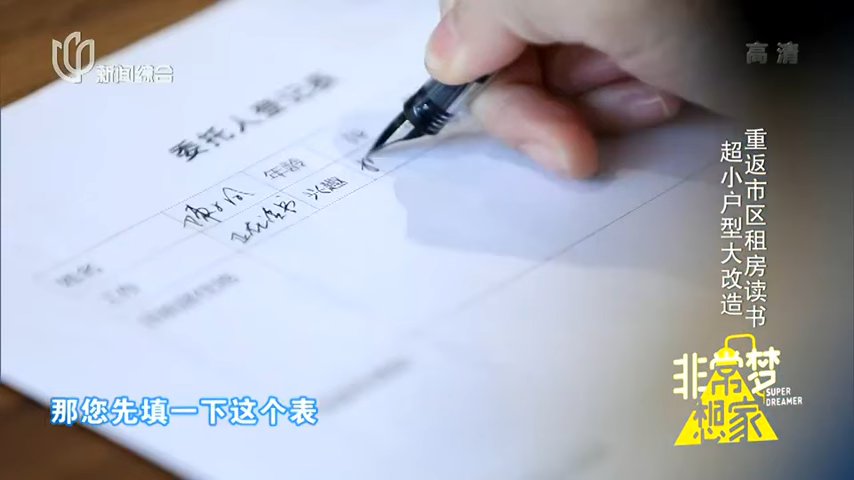 新闻综合
高清
委托人登记表
姓名
年龄
工作
兴趣
重返市区租房读书
超小户型大改造
非常梦想家
SUPER
DREAMER
那您先填一下这个表